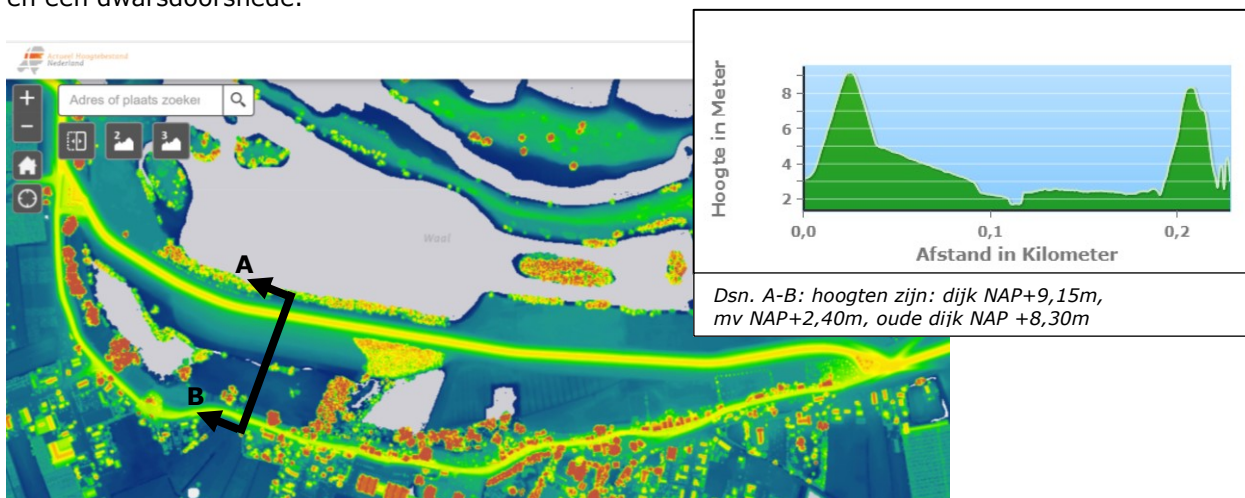 en een dwarsdoorsnede.
Actueel Hoogtebestand
Nederland
+
Adres of plaats zoeken
−
2
3
Waal
A
B
Hoogte in Meter
8
6
4
2
0,0
0,1
0,2
Afstand in Kilometer
Dsn. A-B: hoogten zijn: dijk NAP+9,15m,
mv NAP+2,40m, oude dijk NAP +8,30m